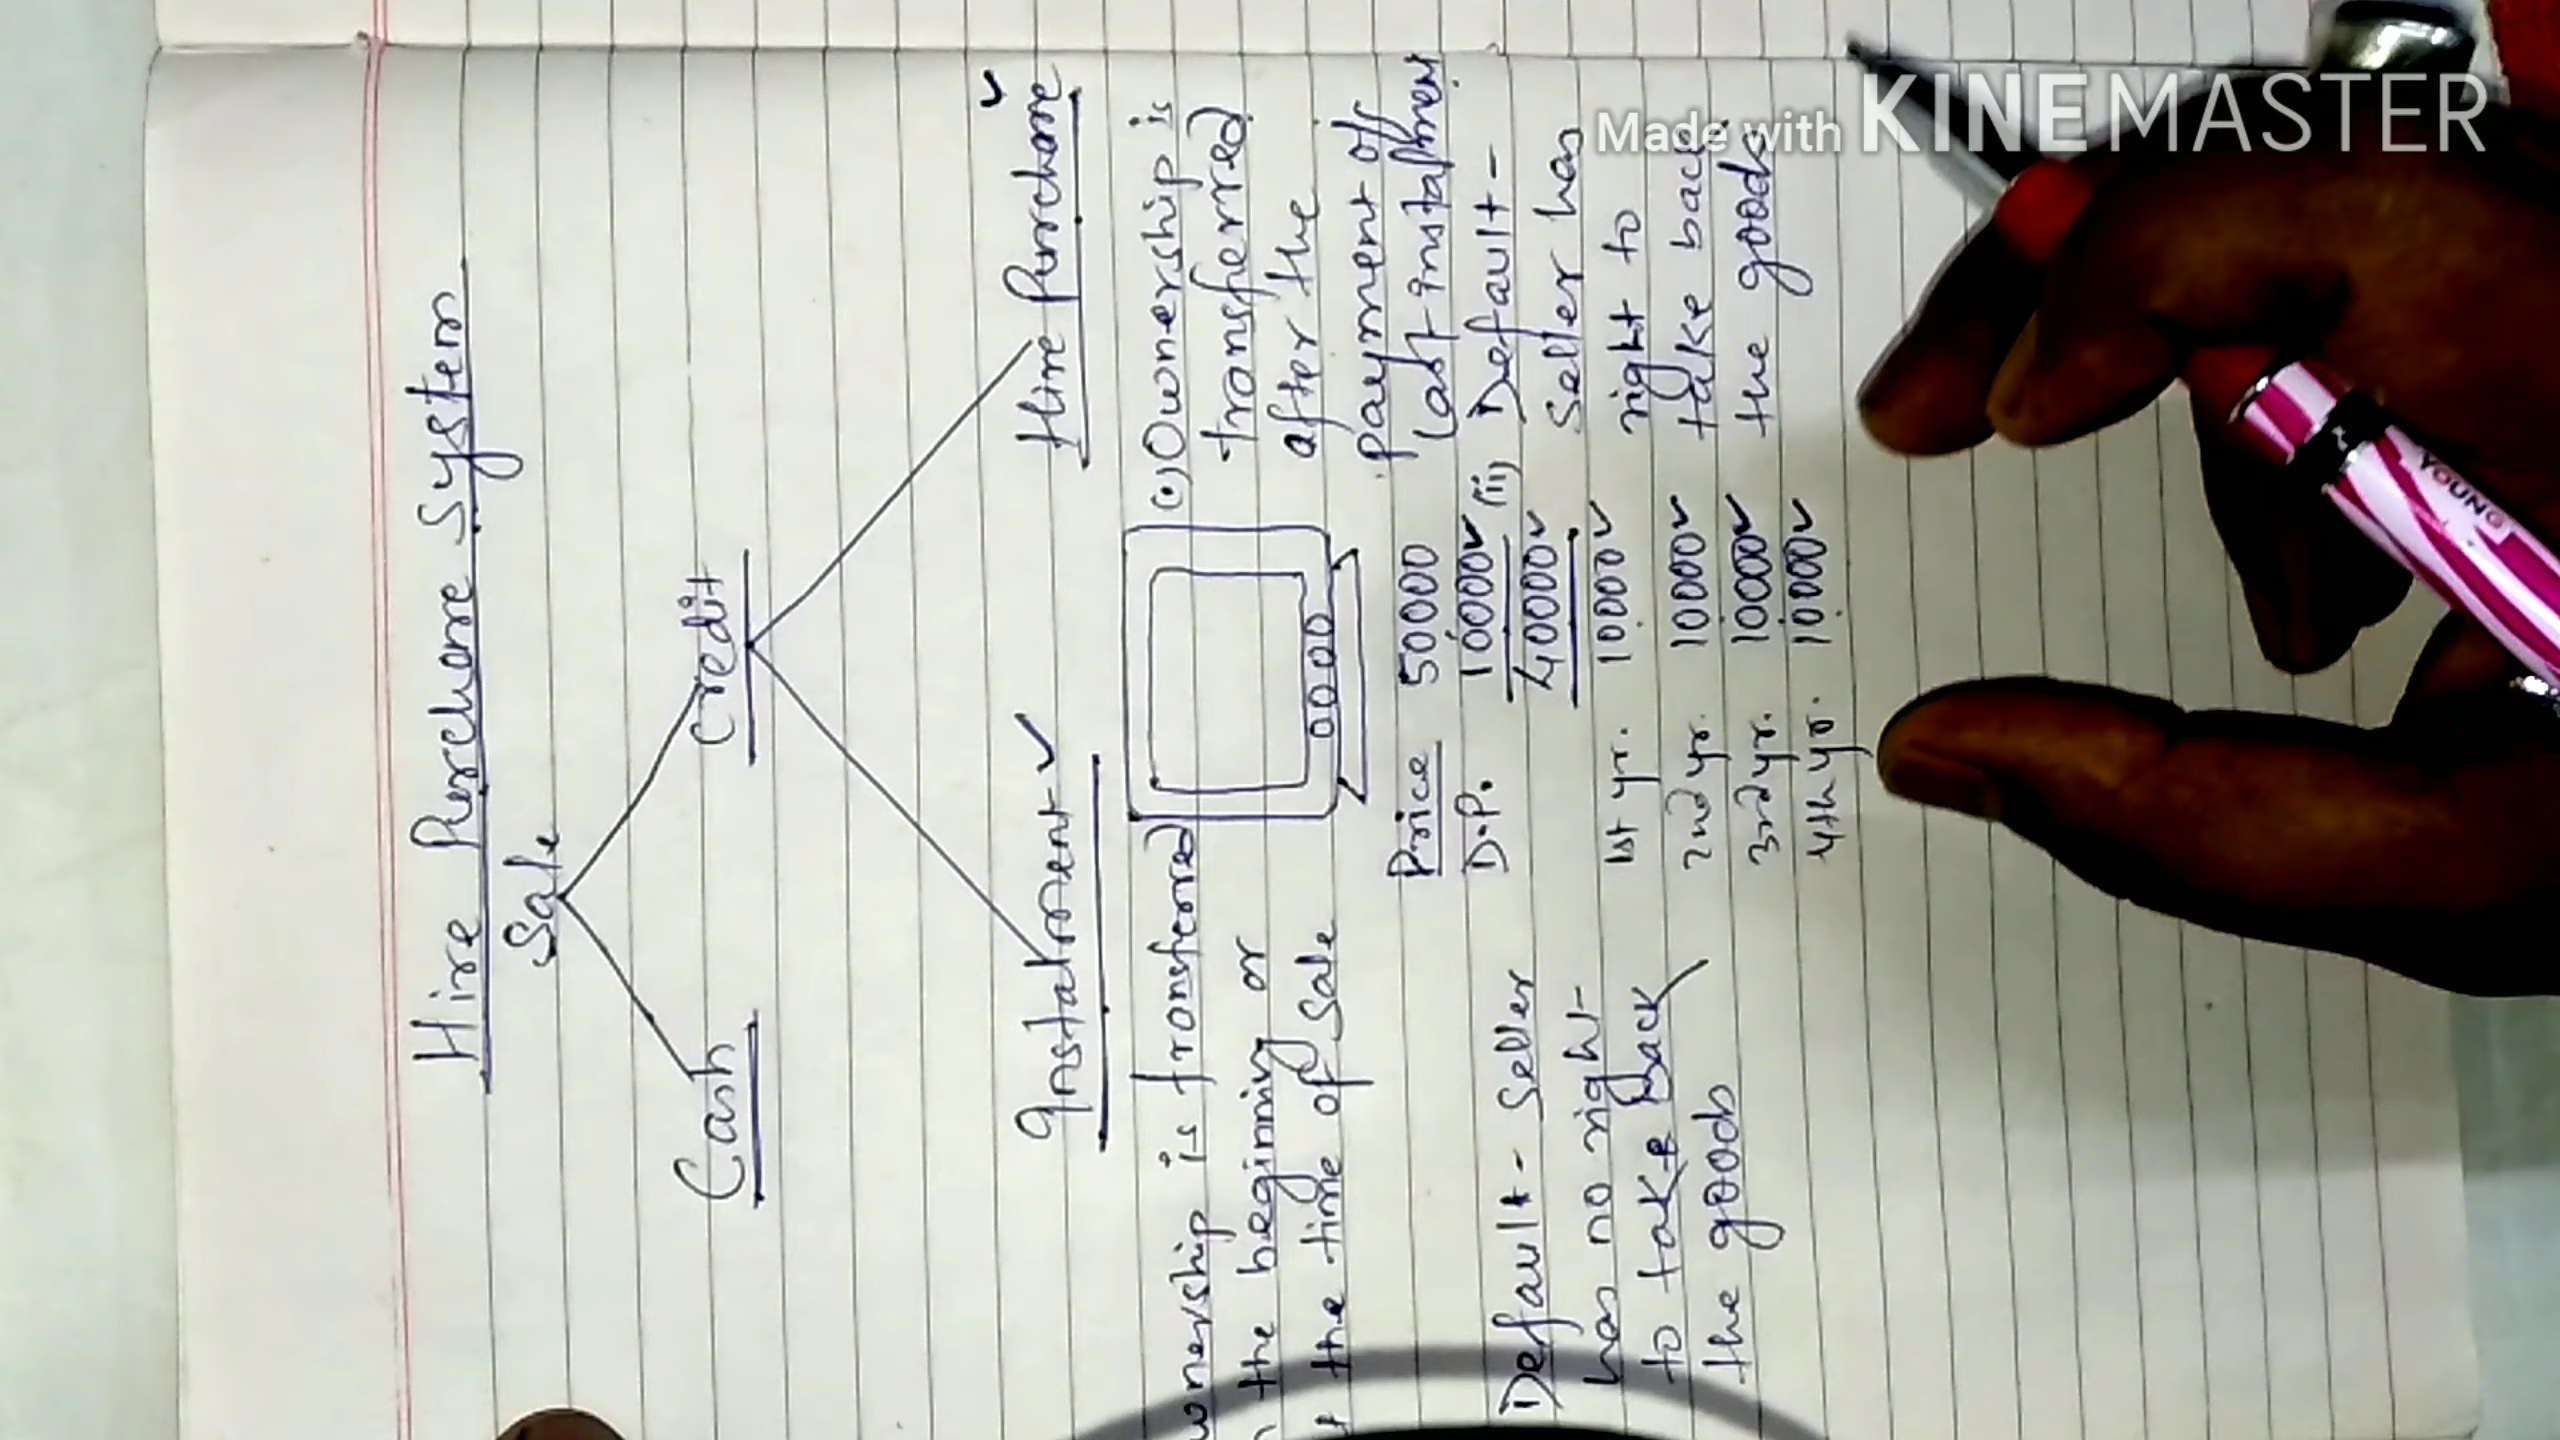 Hire Purchase System
Sale
Cash
Credit
Instalment
Hire Purchase
wnership is transferred
the beginning or
the time of Sale
Default - Seller
has no right
to take Back
the goods
0000
Price 50000
D.P. 10000
40000
1st yr. 10000
2nd yr. 10000
3rd yr. 10000
4th yr. 10000
(i) Ownership is
transferred
after the
payment of
Last Instalment
(ii) Default -
Seller has
right to
take back
the goods
Made with KINEMASTER
YOUNG